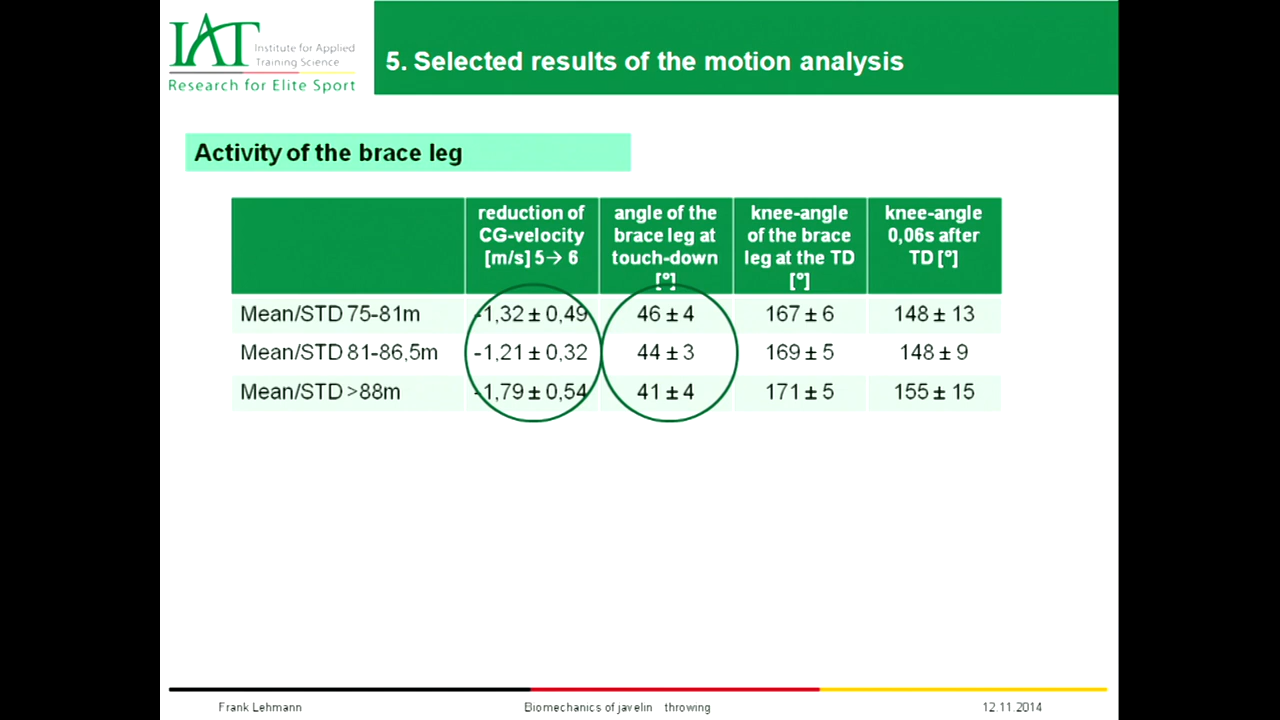 IAT
Institute for Applied
Training Science
Research for Elite Sport
5. Selected results of the motion analysis
Activity of the brace leg
reduction of CG-velocity [m/s] 5→ 6
angle of the brace leg at touch-down [°]
knee-angle of the brace leg at the TD [°]
knee-angle 0,06s after TD [°]
Mean/STD 75-81m -1,32 ± 0,49 46 ± 4 167 ± 6 148 ± 13
Mean/STD 81-86,5m -1,21 ± 0,32 44 ± 3 169 ± 5 148 ± 9
Mean/STD >88m -1,79 ± 0,54 41 ± 4 171 ± 5 155 ± 15
Frank Lehmann Biomechanics of javelin throwing 12.11.2014